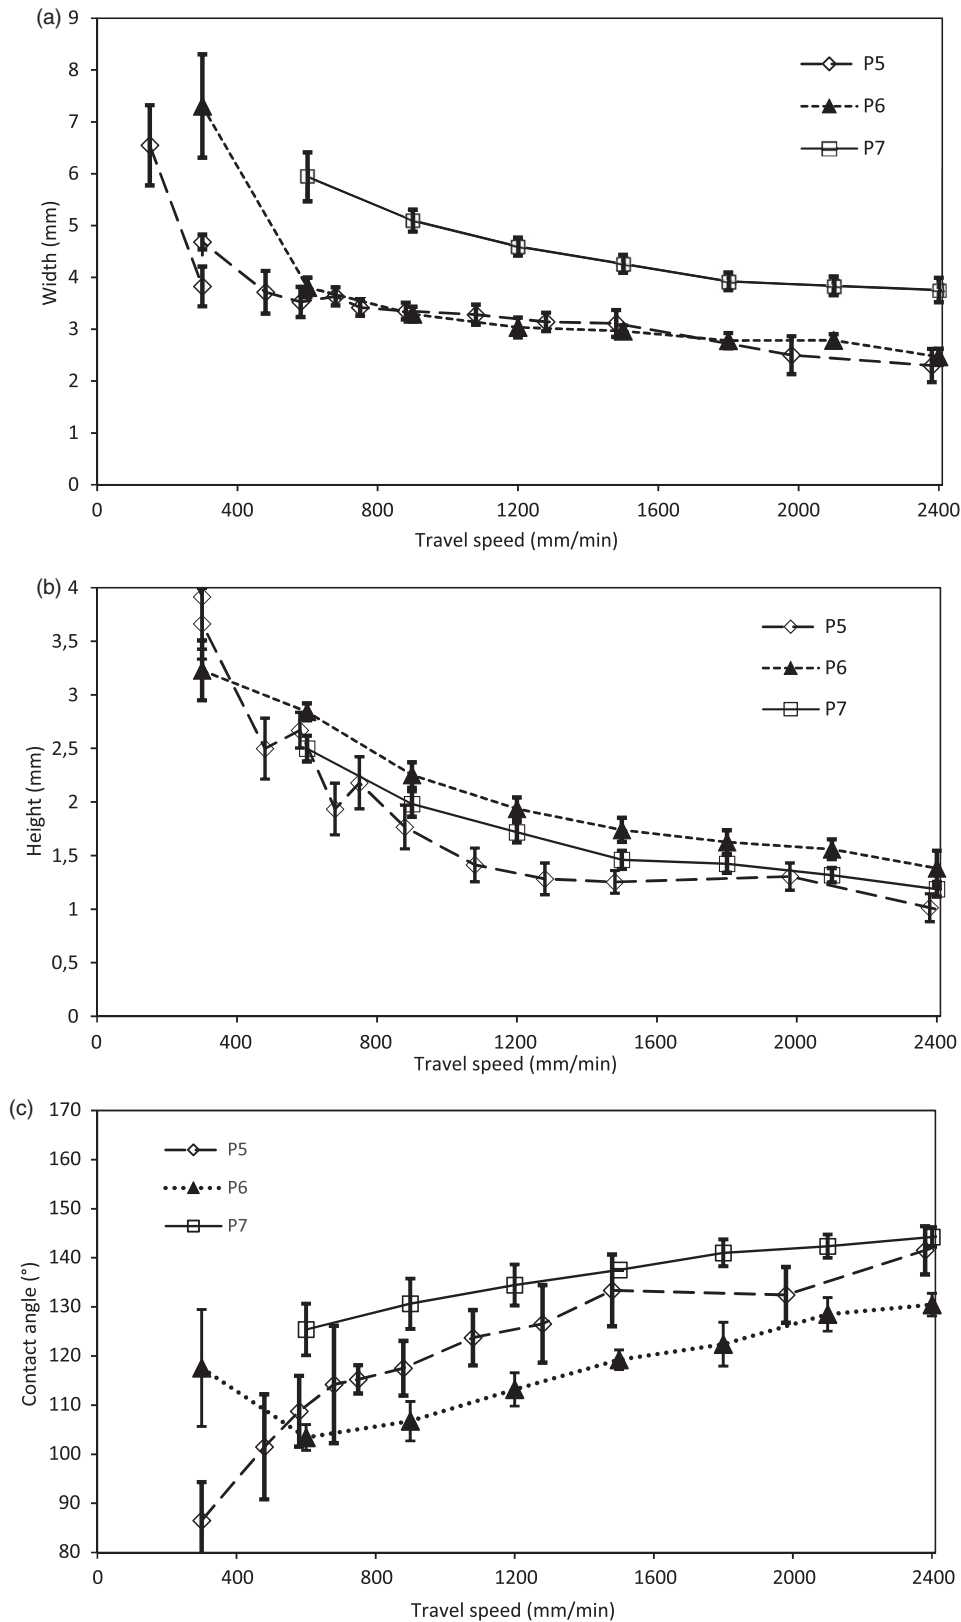 (a)
9
8
7
6
5
4
3
2
1
0
Width (mm)
P5
P6
P7
0 400 800 1200 1600 2000 2400
Travel speed (mm/min)
(b)
4
3,5
3
2,5
2
1,5
1
0,5
0
Height (mm)
P5
P6
P7
0 400 800 1200 1600 2000 2400
Travel speed (mm/min)
(c)
170
160
150
140
130
120
110
100
90
80
Contact angle (°)
P5
P6
P7
0 400 800 1200 1600 2000 2400
Travel speed (mm/min)